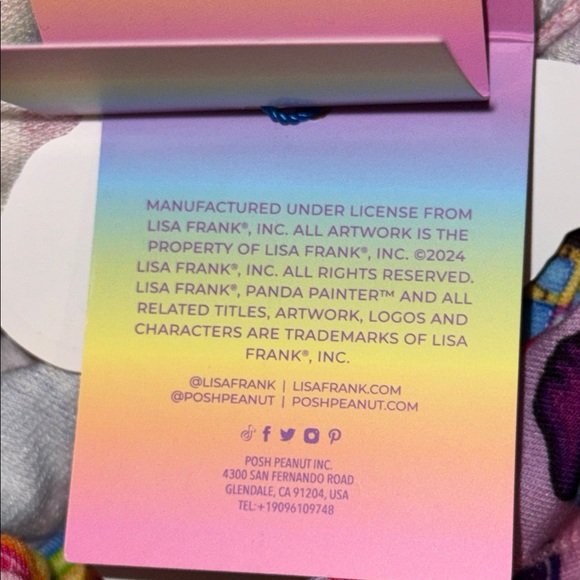 MANUFACTURED UNDER LICENSE FROM
LISA FRANK®, INC. ALL ARTWORK IS THE
PROPERTY OF LISA FRANK®, INC. ©2024
LISA FRANK®, INC. ALL RIGHTS RESERVED.
LISA FRANK®, PANDA PAINTER™ AND ALL
RELATED TITLES, ARTWORK, LOGOS AND
CHARACTERS ARE TRADEMARKS OF LISA
FRANK®, INC.
@LISAFRANK | LISAFRANK.COM
@POSHPEANUT | POSHPEANUT.COM
POSH PEANUT INC.
4300 SAN FERNANDO ROAD
GLENDALE, CA 91204, USA
TEL:+19096109748